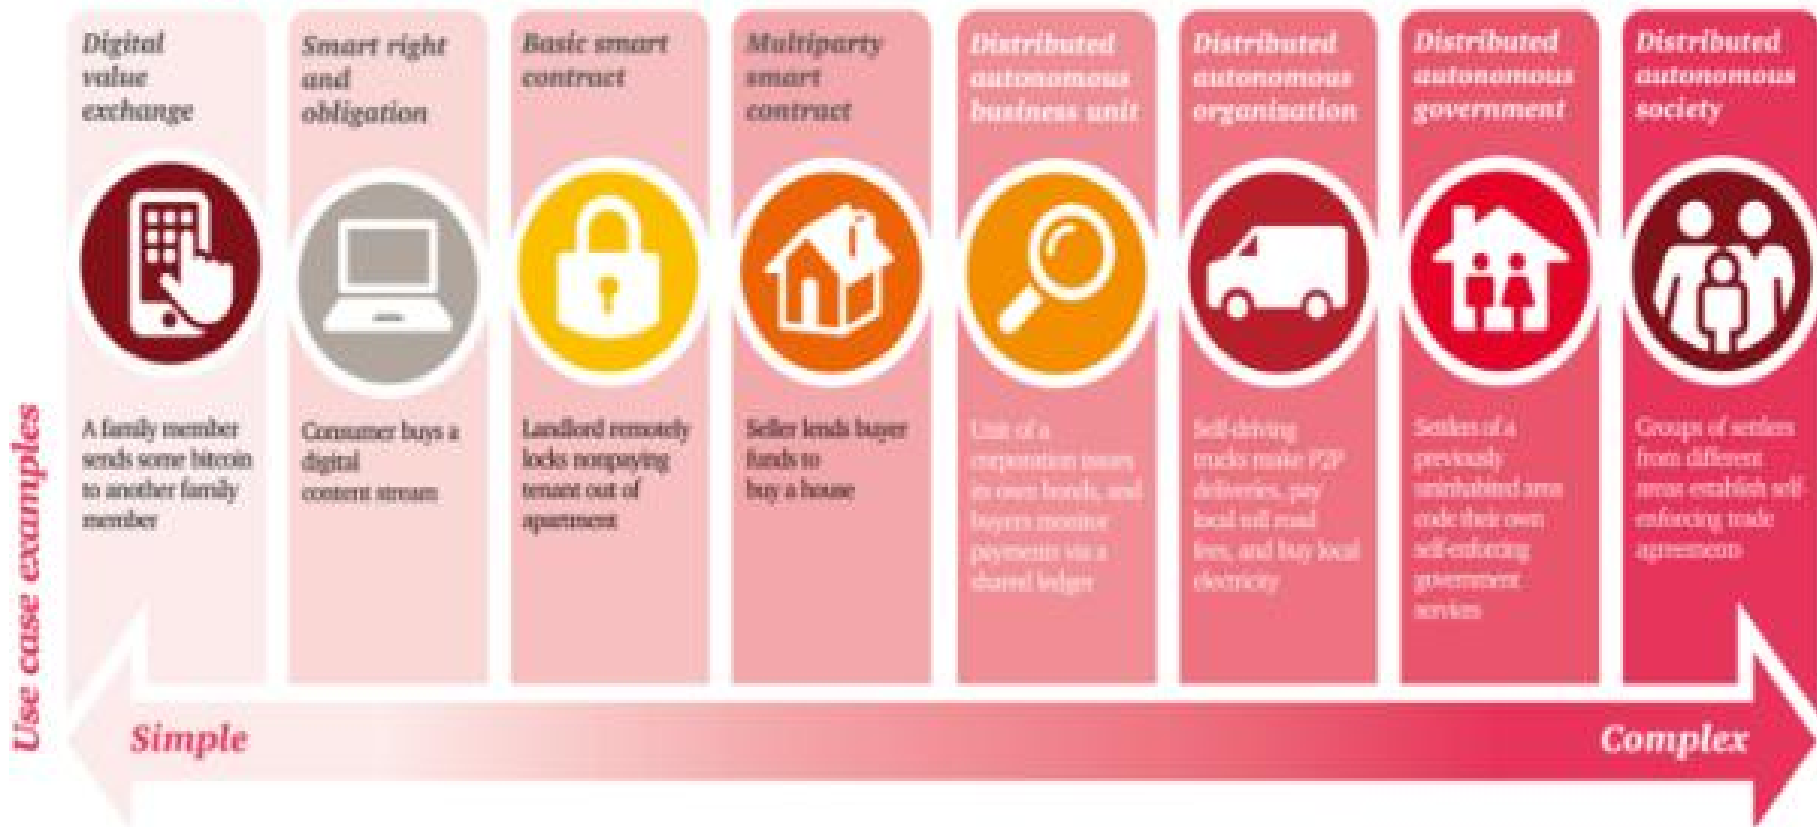 Digital
value
exchange
A family member
sends some bitcoin
to another family
member
Smart right
and
obligation
Consumer buys a
digital
content stream
Basic smart
contract
Landlord remotely
locks nonpaying
tenant out of
apartment
Multiparty
smart
contract
Seller lends buyer
funds to
buy a house
Distributed
autonomous
business unit
Unit of a
corporation issues
its own bonds, and
buyers monitor
payments via a
shared ledger
Distributed
autonomous
organisation
Self-driving
trucks make P2P
deliveries, pay
local toll road
fees, and buy local
electricity
Distributed
autonomous
government
Settlers of a
previously
uninhabited area
code their own
self-enforcing
government
services
Distributed
autonomous
society
Groups of settlers
from different
areas establish self-
enforcing trade
agreements
Use case examples
Simple
Complex